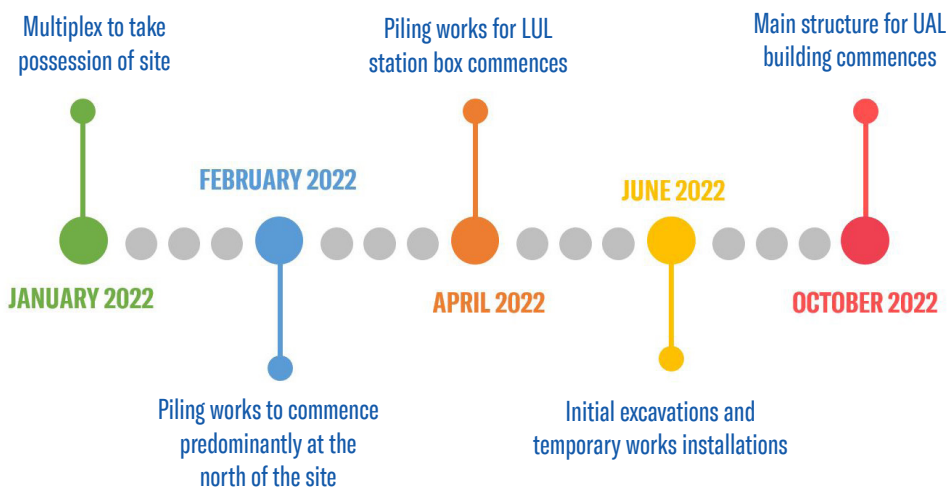 Multiplex to take
possession of site
JANUARY 2022
FEBRUARY 2022
Piling works to commence
predominantly at the
north of the site
Piling works for LUL
station box commences
APRIL 2022
JUNE 2022
Initial excavations and
temporary works installations
Main structure for UAL
building commences
OCTOBER 2022